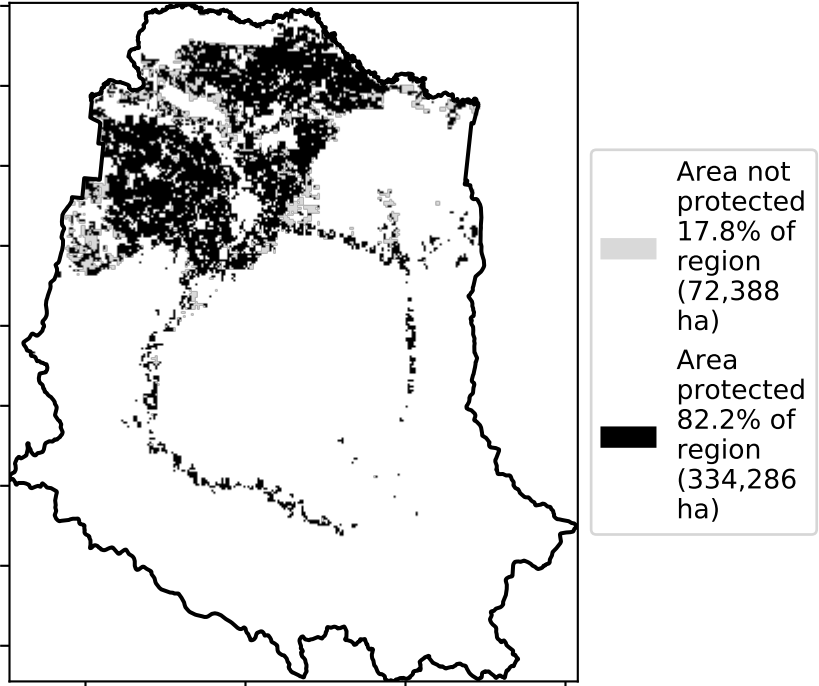 Area not
protected
17.8% of
region
(72,388
ha)
Area
protected
82.2% of
region
(334,286
ha)